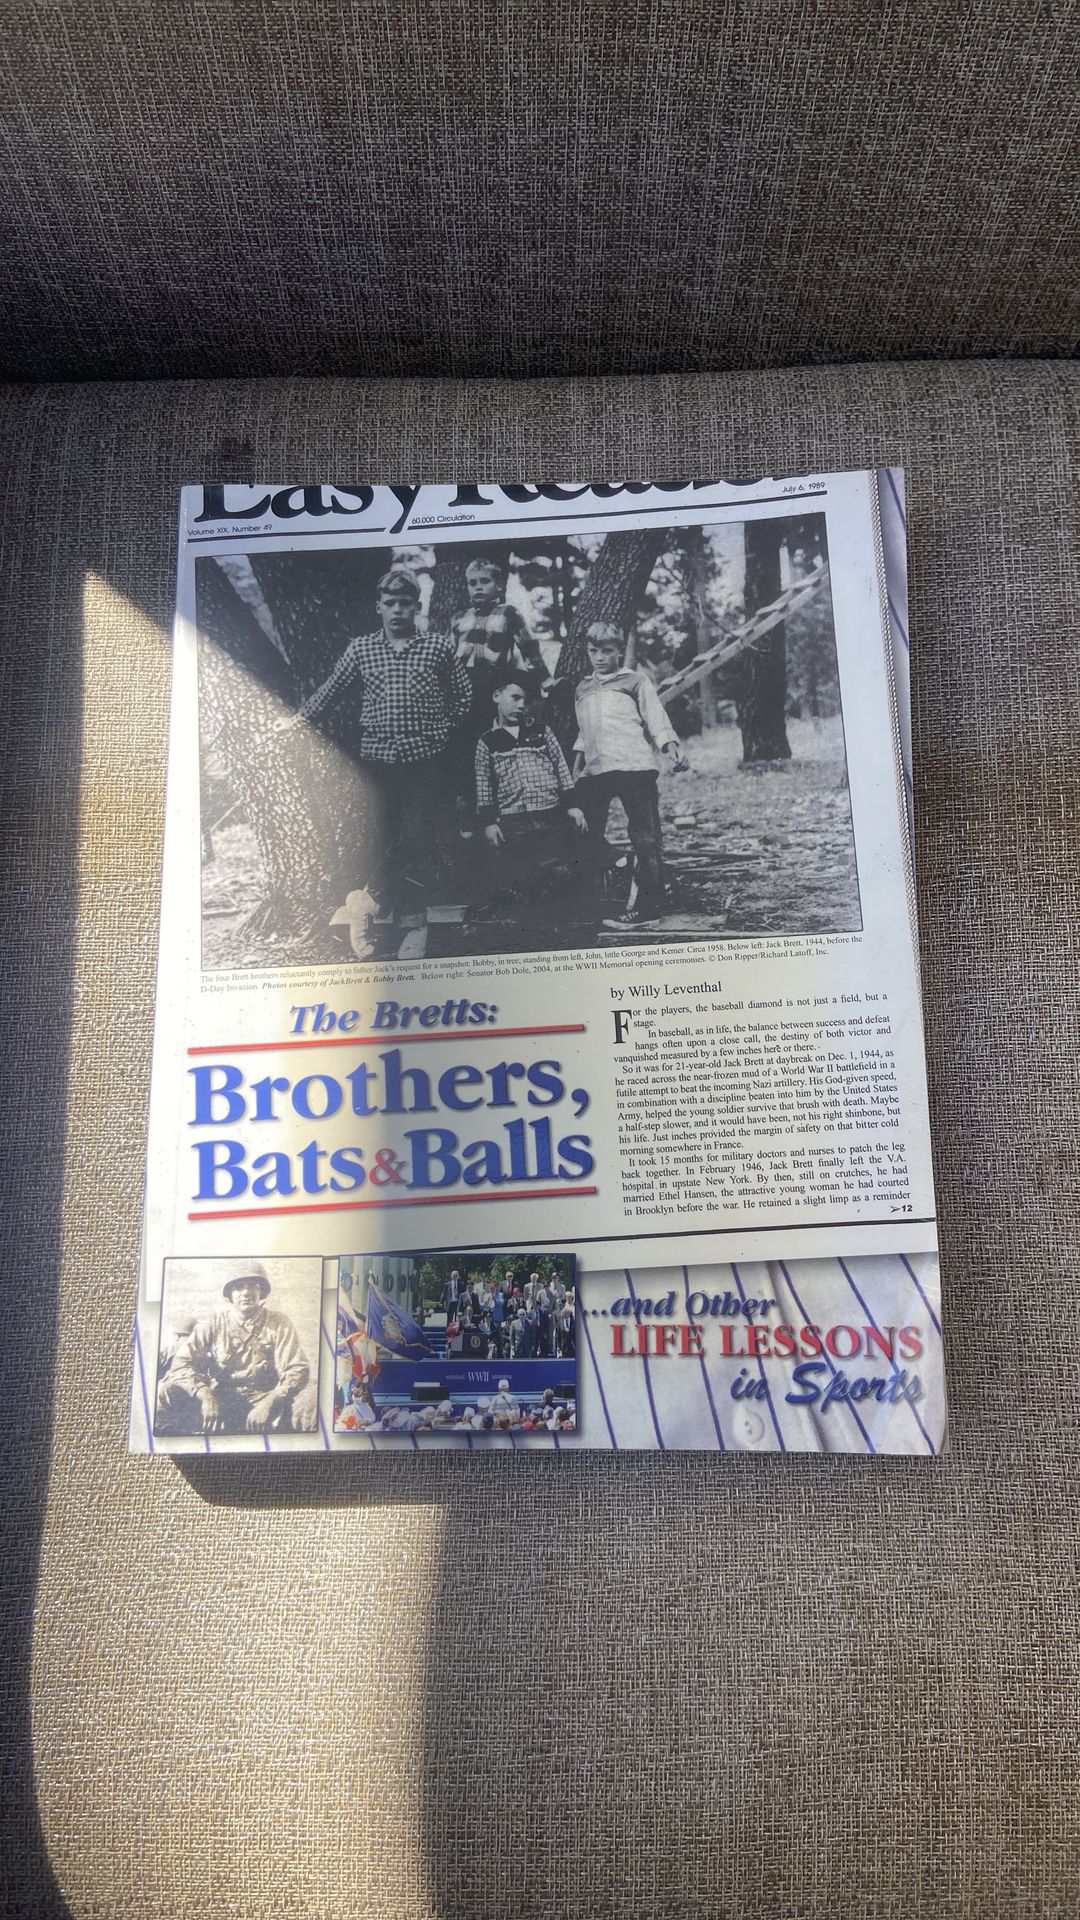 Easy Reader
Volume XIX, Number 49
60,000 Circulation
July 6, 1989
The four Brett brothers reluctantly comply to father Jack's request for a snapshot: Bobby, in tree; standing from left, John, little George and Kemer. Circa 1958. Below left: Jack Brett, 1944, before the
D-Day Invasion. Photos courtesy of JackBrett & Bobby Brett. Below right: Senator Bob Dole, 2004, at the WWII Memorial opening ceremonies. © Don Ripper/Richard Latoff, Inc.
The Bretts:
Brothers,
Bats&Balls
by Willy Leventhal
For the players, the baseball diamond is not just a field, but a
stage.
In baseball, as in life, the balance between success and defeat
hangs often upon a close call, the destiny of both victor and
vanquished measured by a few inches here or there.
So it was for 21-year-old Jack Brett at daybreak on Dec. 1, 1944, as
he raced across the near-frozen mud of a World War II battlefield in a
futile attempt to beat the incoming Nazi artillery. His God-given speed,
in combination with a discipline beaten into him by the United States
Army, helped the young soldier survive that brush with death. Maybe
a half-step slower, and it would have been, not his right shinbone, but
his life. Just inches provided the margin of safety on that bitter cold
morning somewhere in France.
It took 15 months for military doctors and nurses to patch the leg
back together. In February 1946, Jack Brett finally left the V.A.
hospital in upstate New York. By then, still on crutches, he had
married Ethel Hansen, the attractive young woman he had courted
in Brooklyn before the war. He retained a slight limp as a reminder
➢12
NATIONAL WWII MEMORIAL
...and Other
LIFE LESSONS
in Sports